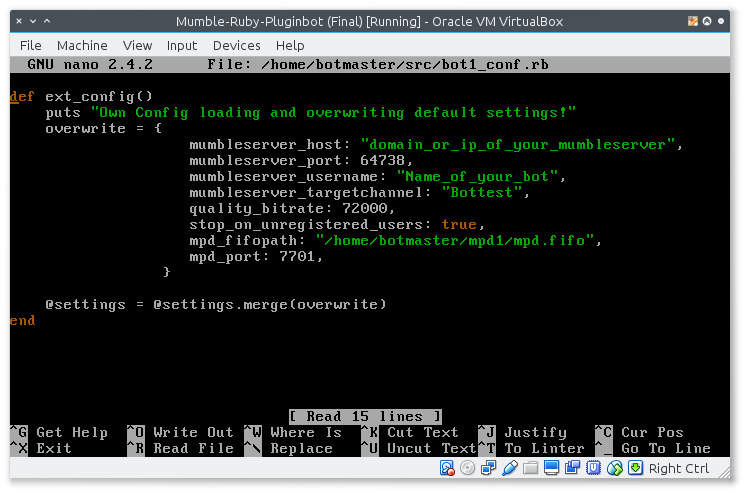 Mumble-Ruby-Pluginbot (Final) [Running] - Oracle VM VirtualBox
File Machine View Input Devices Help
GNU nano 2.4.2 File: /home/botmaster/src/bot1_conf.rb
def ext_config()
puts "Own Config loading and overwriting default settings!"
overwrite = {
mumbleserver_host: "domain_or_ip_of_your_mumbleserver",
mumbleserver_port: 64738,
mumbleserver_username: "Name_of_your_bot",
mumbleserver_targetchannel: "Bottest",
quality_bitrate: 72000,
stop_on_unregistered_users: true,
mpd_fifopath: "/home/botmaster/mpd1/mpd.fifo",
mpd_port: 7701,
}
@settings = @settings.merge(overwrite)
end
[ Read 15 lines ]
^G Get Help ^O Write Out ^W Where Is ^K Cut Text ^J Justify ^C Cur Pos
^X Exit ^R Read File ^\ Replace ^U Uncut Text ^T To Linter ^_ Go To Line
Right Ctrl